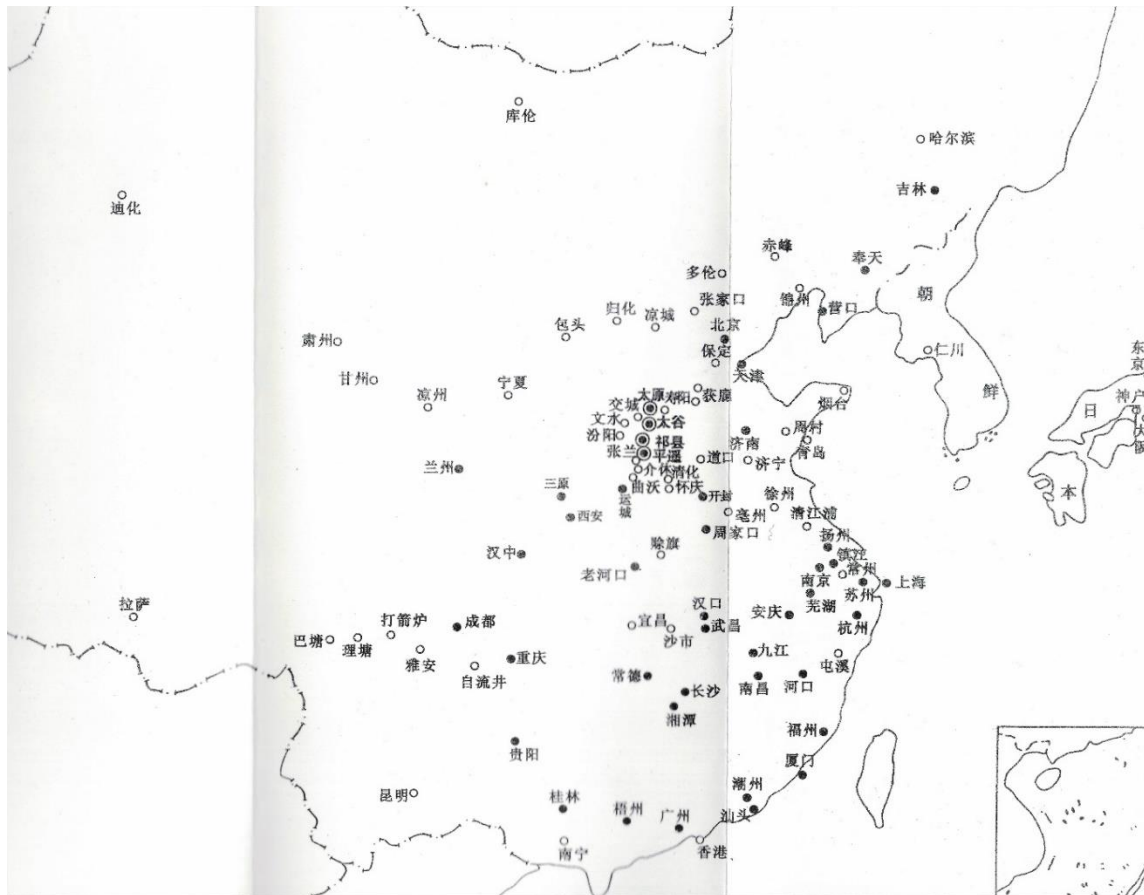 库伦
哈尔滨
吉林
迪化
赤峰
奉天
多伦
朝
张家口
锦州
归化
凉城
营口
包头
北京
肃州
仁川
东京
保定
天津
甘州
宁夏
获鹿
鲜
神户
凉州
太原
寿阳
烟台
日
大阪
交城
文水
太谷
周村
汾阳
祁县
济南
青岛
张兰
平遥
道口
济宁
兰州
介休
清化
曲沃
怀庆
本
三原
运城
开封
徐州
西安
亳州
清江浦
周家口
扬州
汉中
赊旗
镇江
老河口
南京
常州
上海
苏州
芜湖
拉萨
打箭炉
成都
宜昌
汉口
安庆
杭州
巴塘
理塘
沙市
武昌
雅安
重庆
九江
屯溪
自流井
常德
南昌
河口
长沙
湘潭
福州
贵阳
厦门
昆明
桂林
梧州
潮州
广州
汕头
南宁
香港